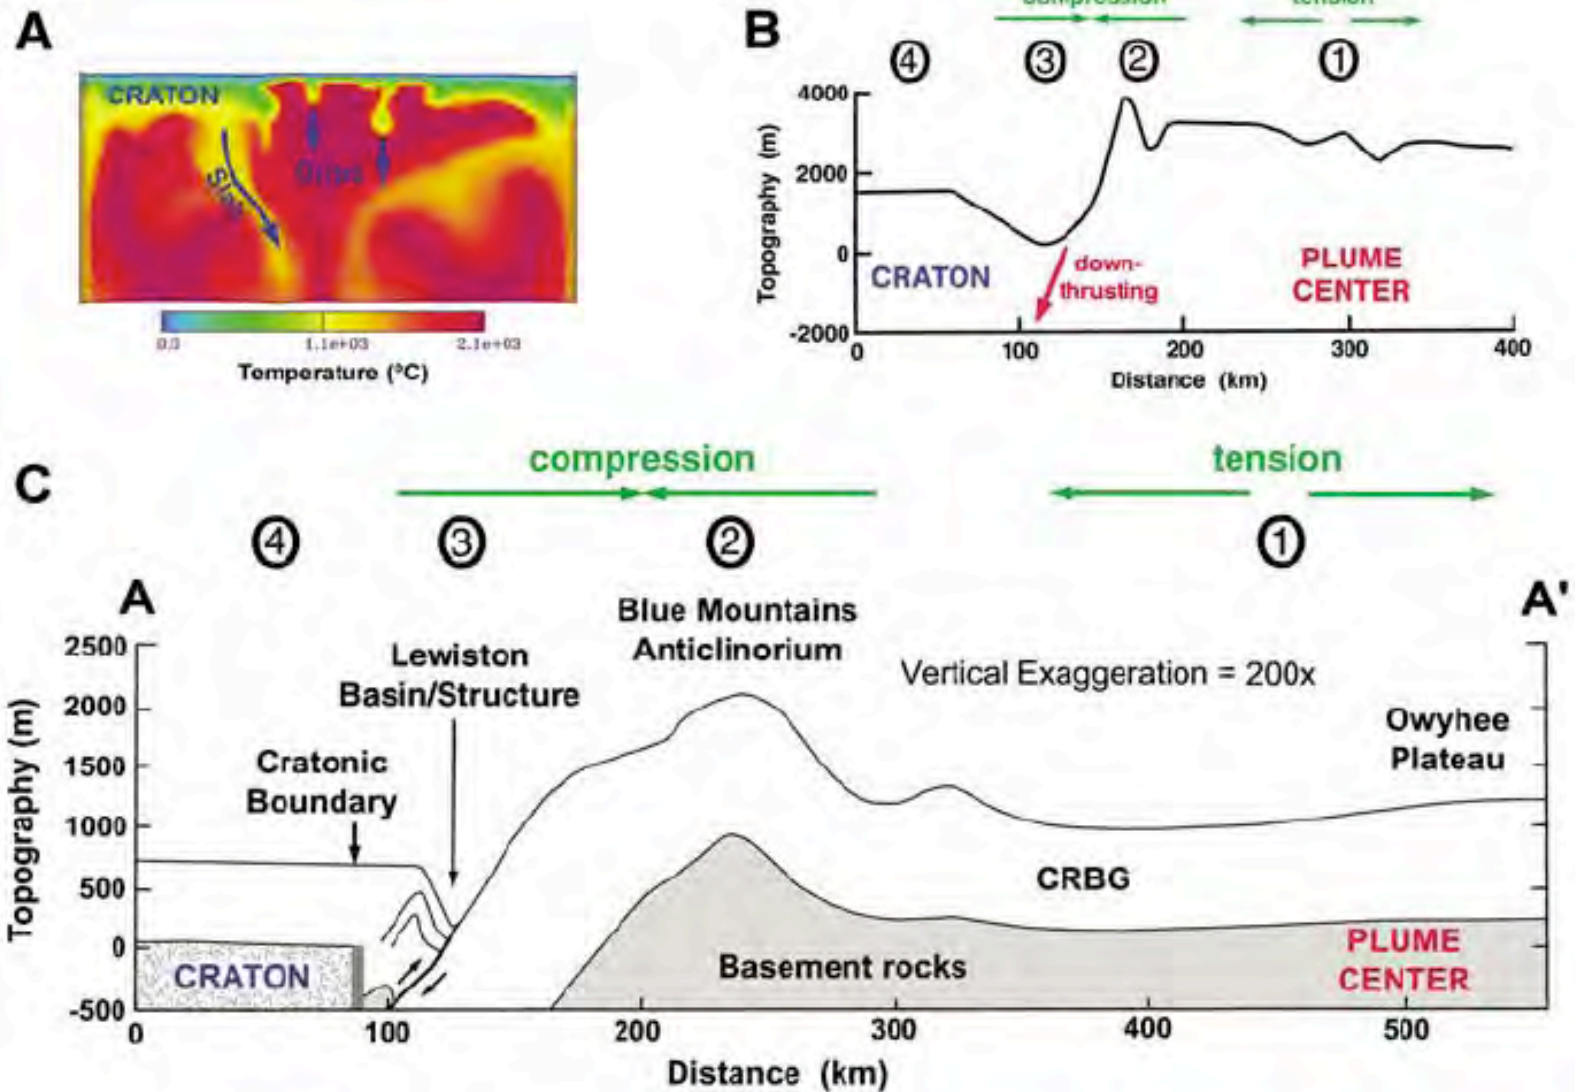 A
CRATON
Slab
Drips
0.0 1.1e+03 2.1e+03
Temperature (°C)
B
compression tension
4 3 2 1
4000
2000
0
-2000
Topography (m)
CRATON
down-
thrusting
PLUME
CENTER
0 100 200 300 400
Distance (km)
C
compression tension
4 3 2 1
A A'
Blue Mountains
Anticlinorium
Lewiston
Basin/Structure
Vertical Exaggeration = 200x
Owyhee
Plateau
Cratonic
Boundary
2500
2000
1500
1000
500
0
-500
Topography (m)
CRBG
CRATON
Basement rocks
PLUME
CENTER
0 100 200 300 400 500
Distance (km)